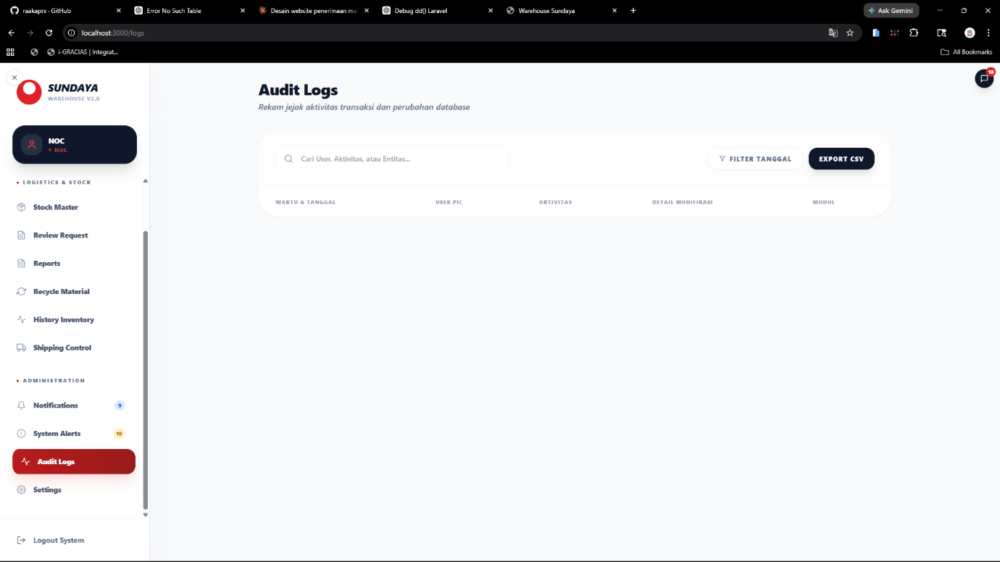 raakaprx · GitHub
Error No Such Table
Desain website penerimaan ma
Debug dd() Laravel
Warehouse Sundaya
Ask Gemini
localhost:3000/logs
i-GRACIAS | Integrat...
All Bookmarks
SUNDAYA
WAREHOUSE V2.0
NOC
NOC
LOGISTICS & STOCK
Stock Master
Review Request
Reports
Recycle Material
History Inventory
Shipping Control
ADMINISTRATION
Notifications 9
System Alerts 10
Audit Logs
Settings
Logout System
Audit Logs
Rekam jejak aktivitas transaksi dan perubahan database
10
Cari User, Aktivitas, atau Entitas...
FILTER TANGGAL
EXPORT CSV
WAKTU & TANGGAL USER PIC AKTIVITAS DETAIL MODIFIKASI MODUL